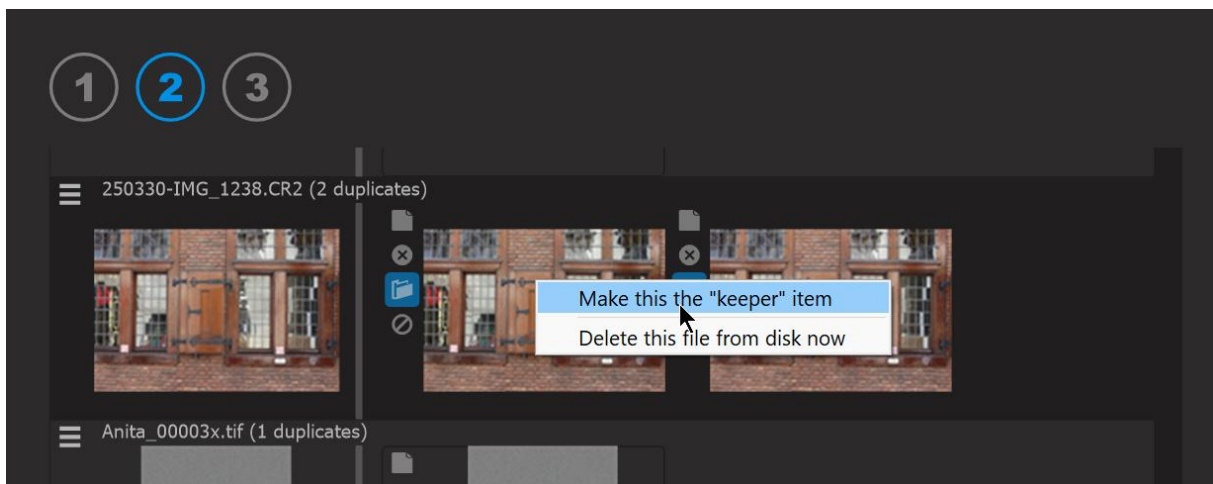 1 2 3
250330-IMG_1238.CR2 (2 duplicates)
Make this the "keeper" item
Delete this file from disk now
Anita_00003x.tif (1 duplicates)